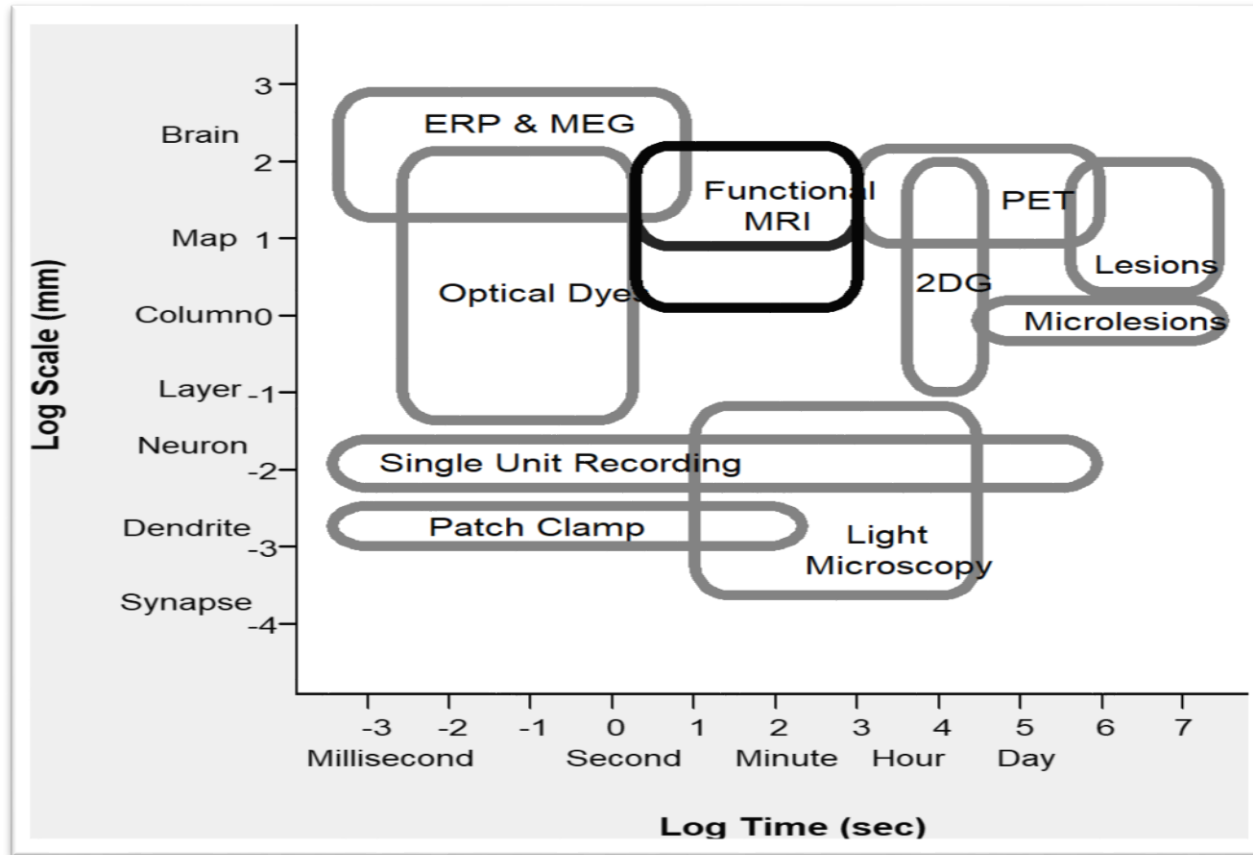 3
Brain
ERP & MEG
2
Functional
MRI
PET
Map 1
Lesions
2DG
Optical Dyes
Column 0
Microlesions
Layer -1
Neuron
Single Unit Recording
-2
Dendrite
Patch Clamp
Light
Microscopy
-3
Synapse
-4
Log Scale (mm)
-3 -2 -1 0 1 2 3 4 5 6 7
Millisecond Second Minute Hour Day
Log Time (sec)